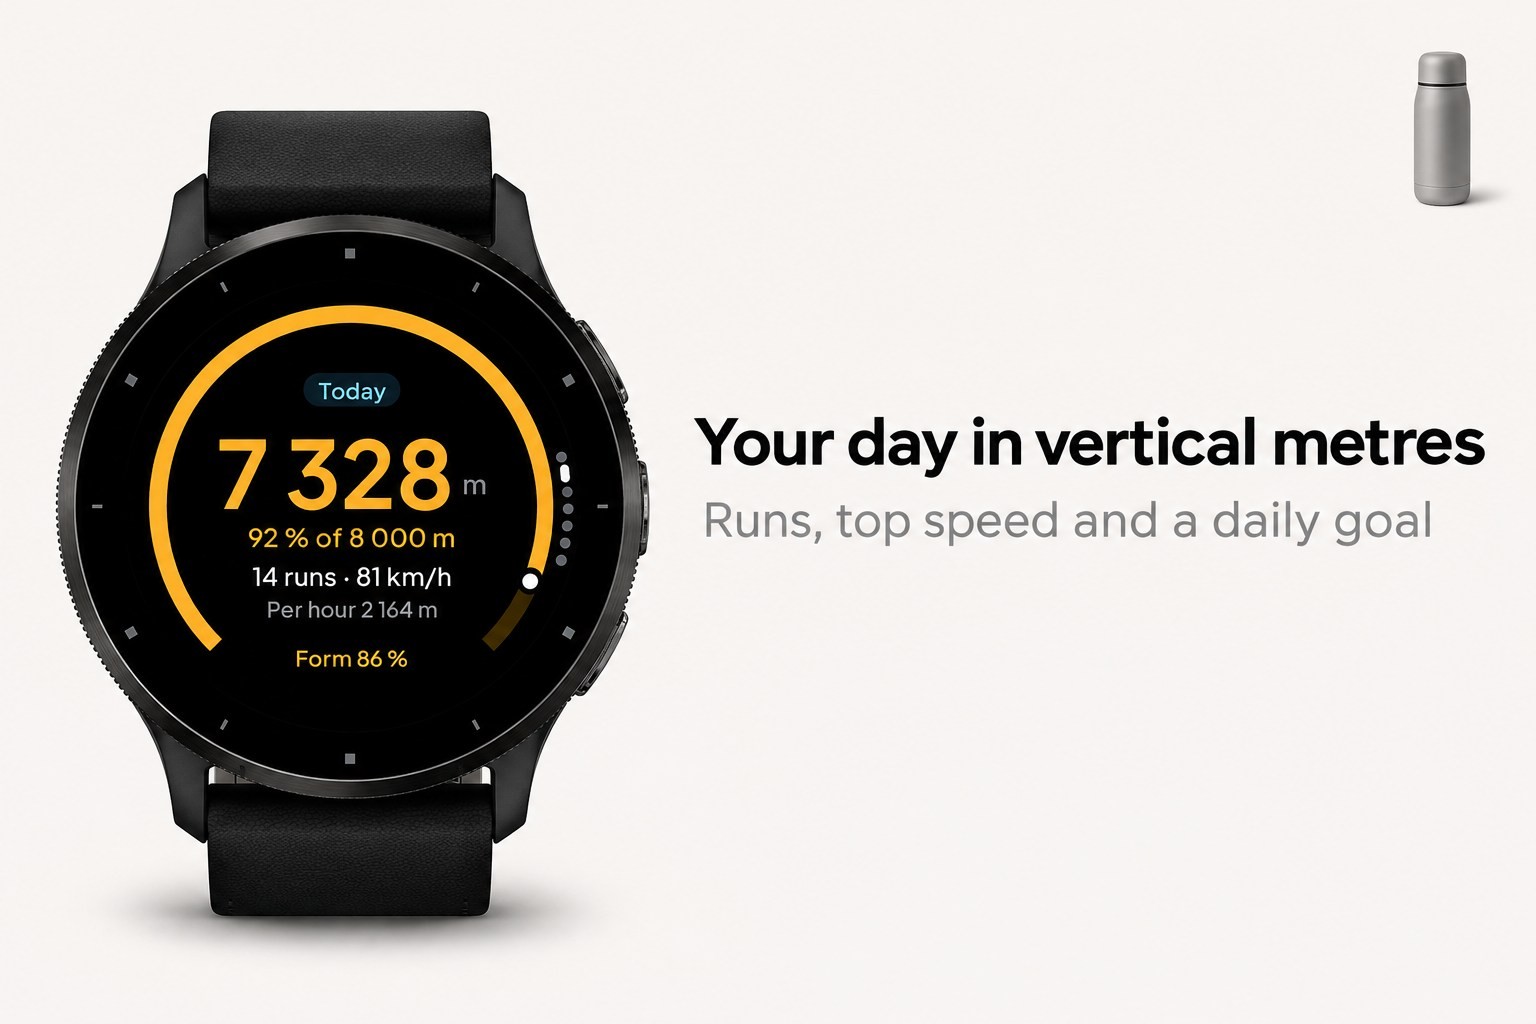 Today
7 328 m
92 % of 8 000 m
14 runs · 81 km/h
Per hour 2 164 m
Form 86 %
Your day in vertical metres
Runs, top speed and a daily goal